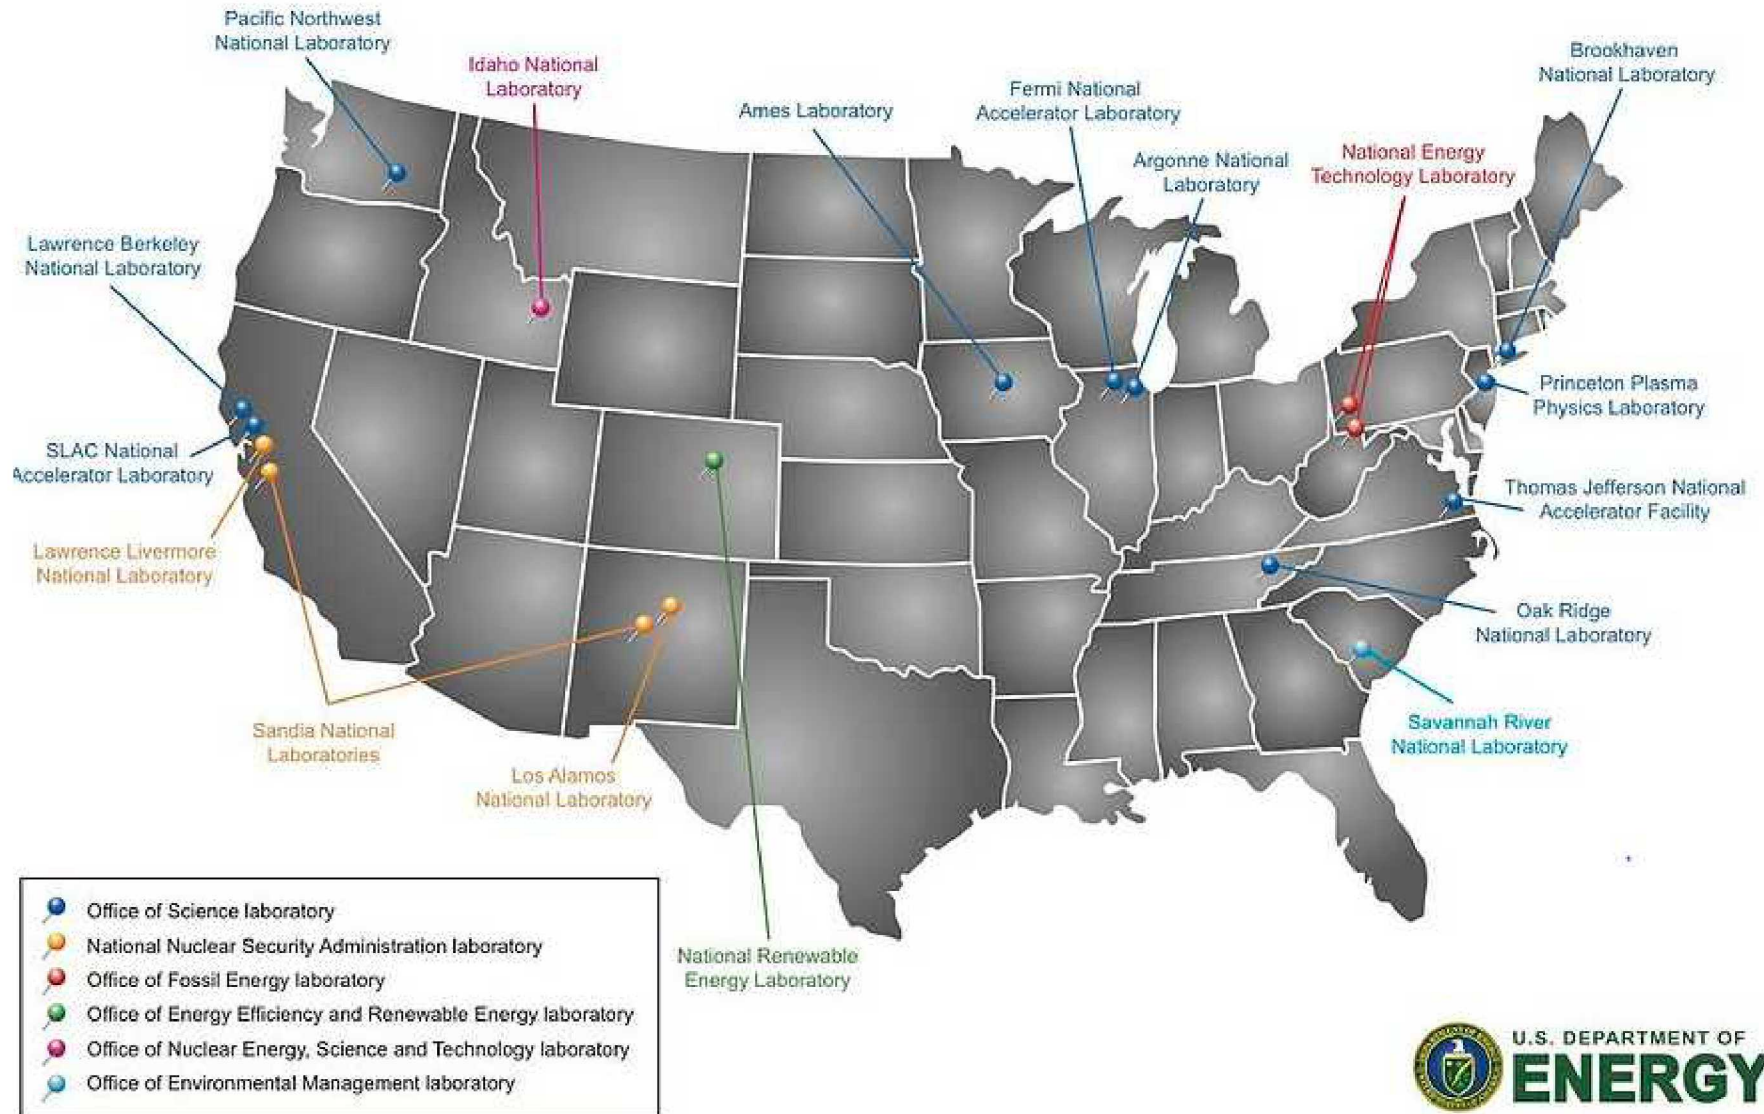 Pacific Northwest
National Laboratory
Idaho National
Laboratory
Ames Laboratory
Fermi National
Accelerator Laboratory
Argonne National
Laboratory
National Energy
Technology Laboratory
Brookhaven
National Laboratory
Lawrence Berkeley
National Laboratory
SLAC National
Accelerator Laboratory
Lawrence Livermore
National Laboratory
Sandia National
Laboratories
Los Alamos
National Laboratory
National Renewable
Energy Laboratory
Princeton Plasma
Physics Laboratory
Thomas Jefferson National
Accelerator Facility
Oak Ridge
National Laboratory
Savannah River
National Laboratory
Office of Science laboratory
National Nuclear Security Administration laboratory
Office of Fossil Energy laboratory
Office of Energy Efficiency and Renewable Energy laboratory
Office of Nuclear Energy, Science and Technology laboratory
Office of Environmental Management laboratory
U.S. DEPARTMENT OF
ENERGY